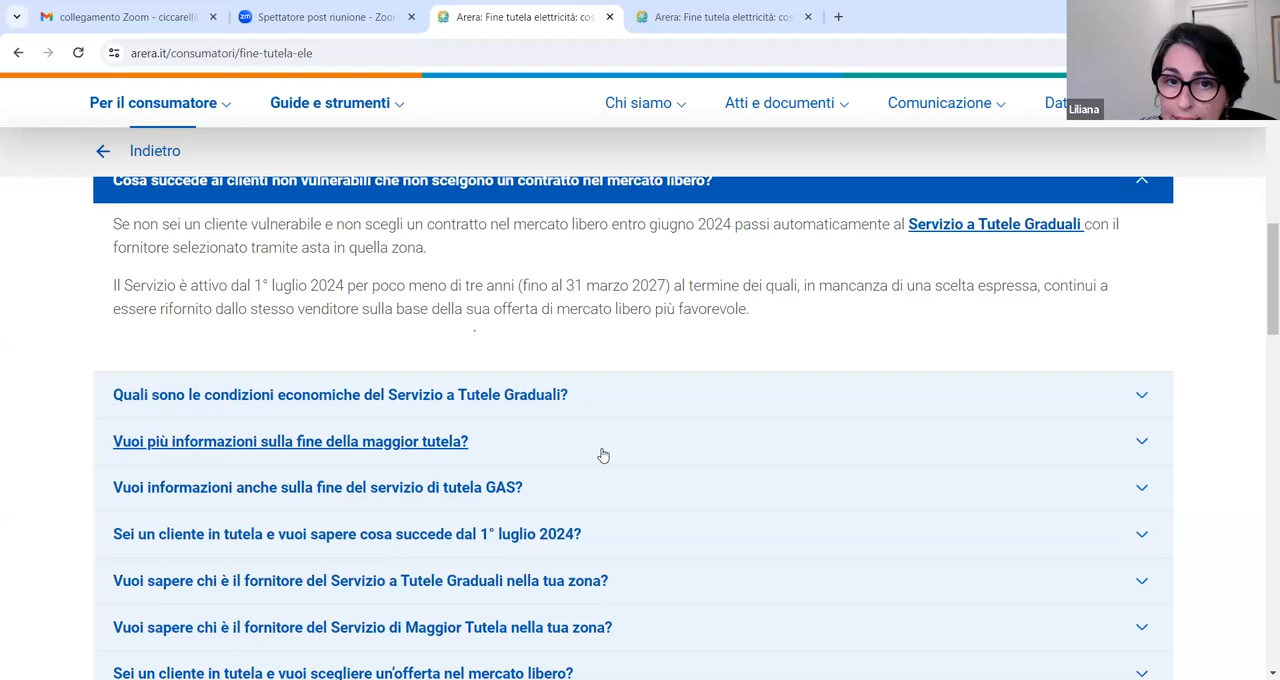 collegamento Zoom - ciccarelli
Spettatore post riunione - Zoo
Arera: Fine tutela elettricità: cos
Arera: Fine tutela elettricità: cos
arera.it/consumatori/fine-tutela-ele
Per il consumatore
Guide e strumenti
Chi siamo
Atti e documenti
Comunicazione
Dat
Liliana
Indietro
Cosa succede ai clienti non vulnerabili che non scelgono un contratto nel mercato libero?
Se non sei un cliente vulnerabile e non scegli un contratto nel mercato libero entro giugno 2024 passi automaticamente al Servizio a Tutele Graduali con il
fornitore selezionato tramite asta in quella zona.
Il Servizio è attivo dal 1° luglio 2024 per poco meno di tre anni (fino al 31 marzo 2027) al termine dei quali, in mancanza di una scelta espressa, continui a
essere rifornito dallo stesso venditore sulla base della sua offerta di mercato libero più favorevole.
Quali sono le condizioni economiche del Servizio a Tutele Graduali?
Vuoi più informazioni sulla fine della maggior tutela?
Vuoi informazioni anche sulla fine del servizio di tutela GAS?
Sei un cliente in tutela e vuoi sapere cosa succede dal 1° luglio 2024?
Vuoi sapere chi è il fornitore del Servizio a Tutele Graduali nella tua zona?
Vuoi sapere chi è il fornitore del Servizio di Maggior Tutela nella tua zona?
Sei un cliente in tutela e vuoi scegliere un'offerta nel mercato libero?